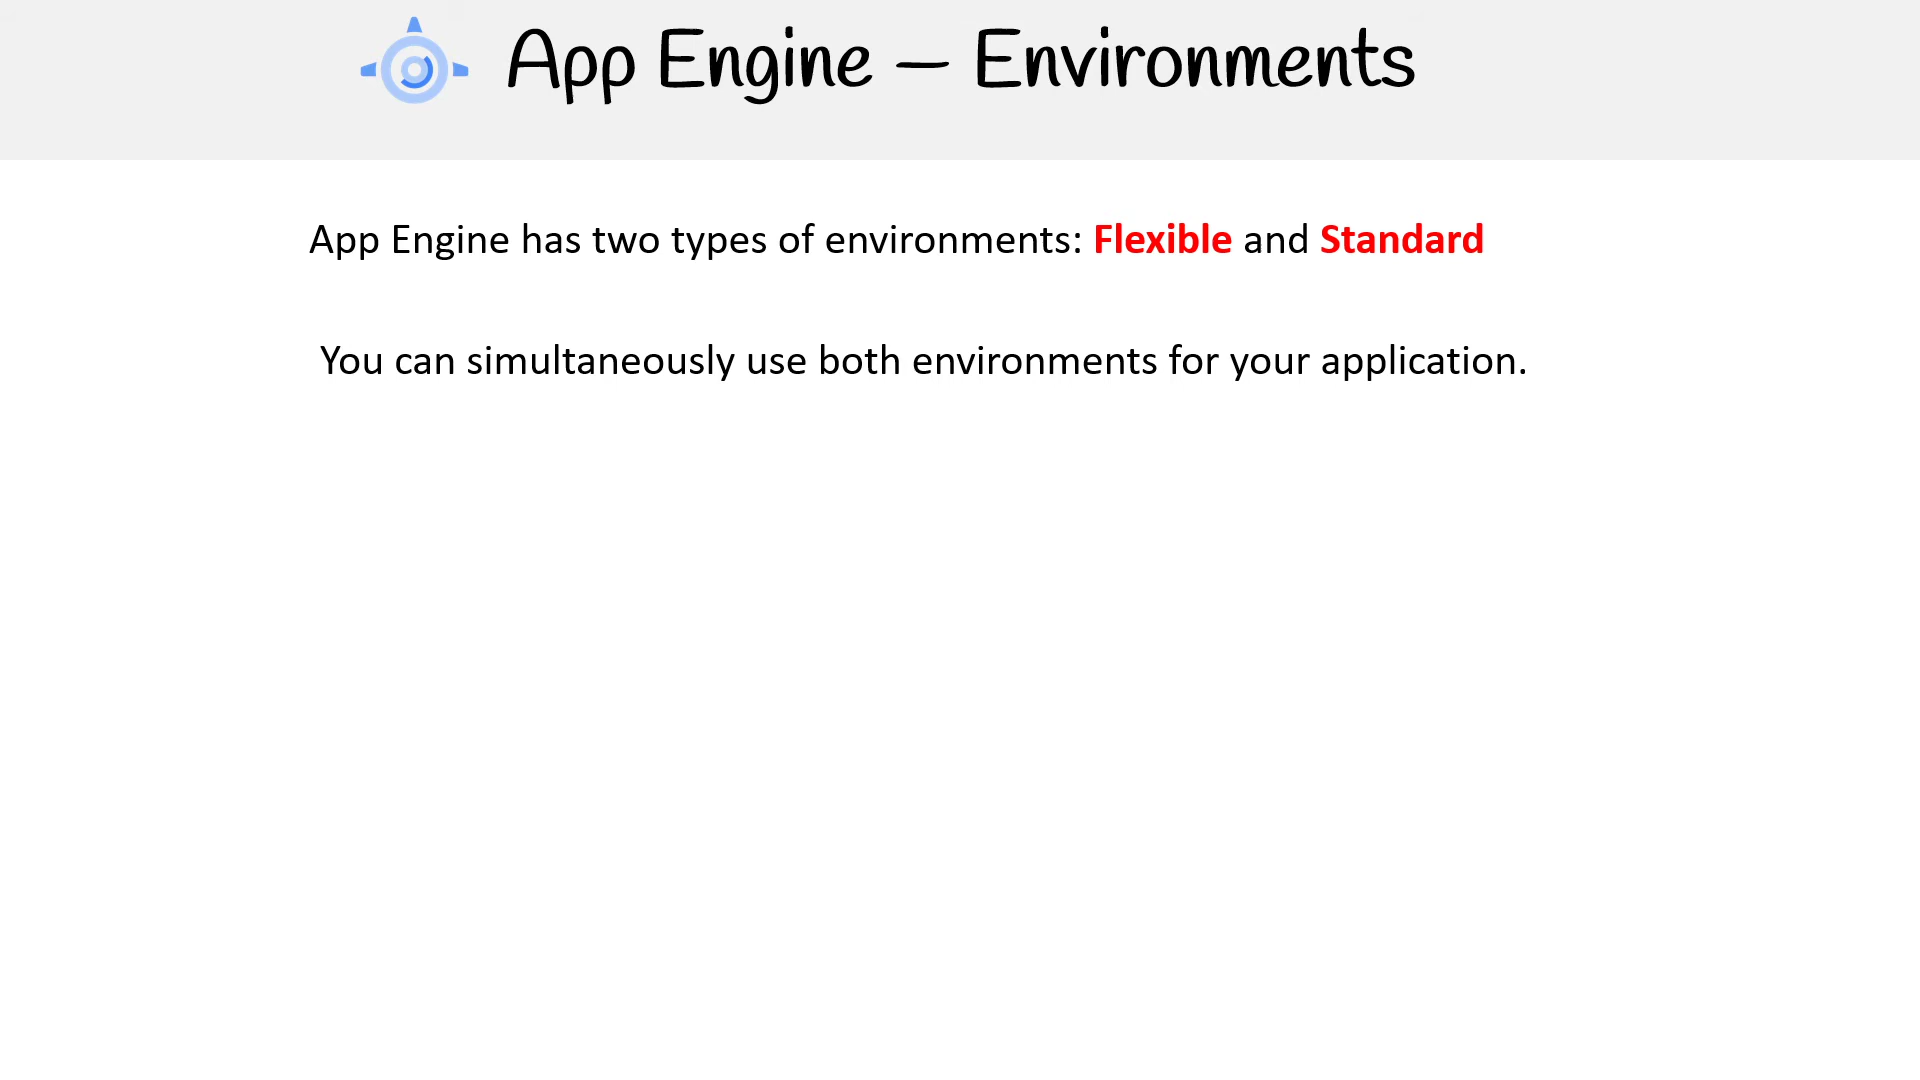 App Engine – Environments
App Engine has two types of environments: Flexible and Standard
You can simultaneously use both environments for your application.